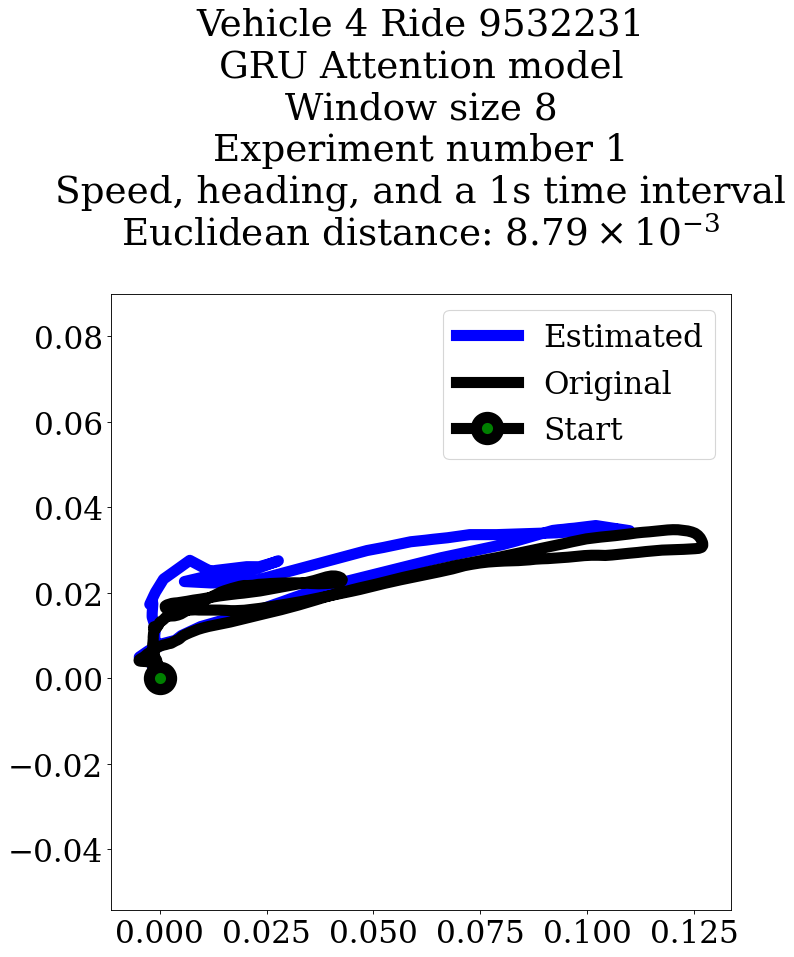 Vehicle 4 Ride 9532231
GRU Attention model
Window size 8
Experiment number 1
Speed, heading, and a 1s time interval
Euclidean distance: 8.79 × 10⁻³
Estimated
Original
Start
0.08
0.06
0.04
0.02
0.00
−0.02
−0.04
0.000 0.025 0.050 0.075 0.100 0.125